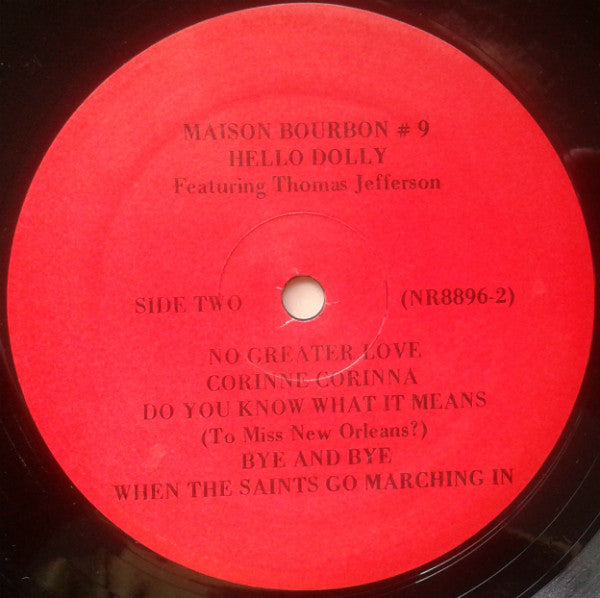 MAISON BOURBON # 9
HELLO DOLLY
Featuring Thomas Jefferson
SIDE TWO
(NR8896-2)
NO GREATER LOVE
CORINNE CORINNA
DO YOU KNOW WHAT IT MEANS
(To Miss New Orleans?)
BYE AND BYE
WHEN THE SAINTS GO MARCHING IN